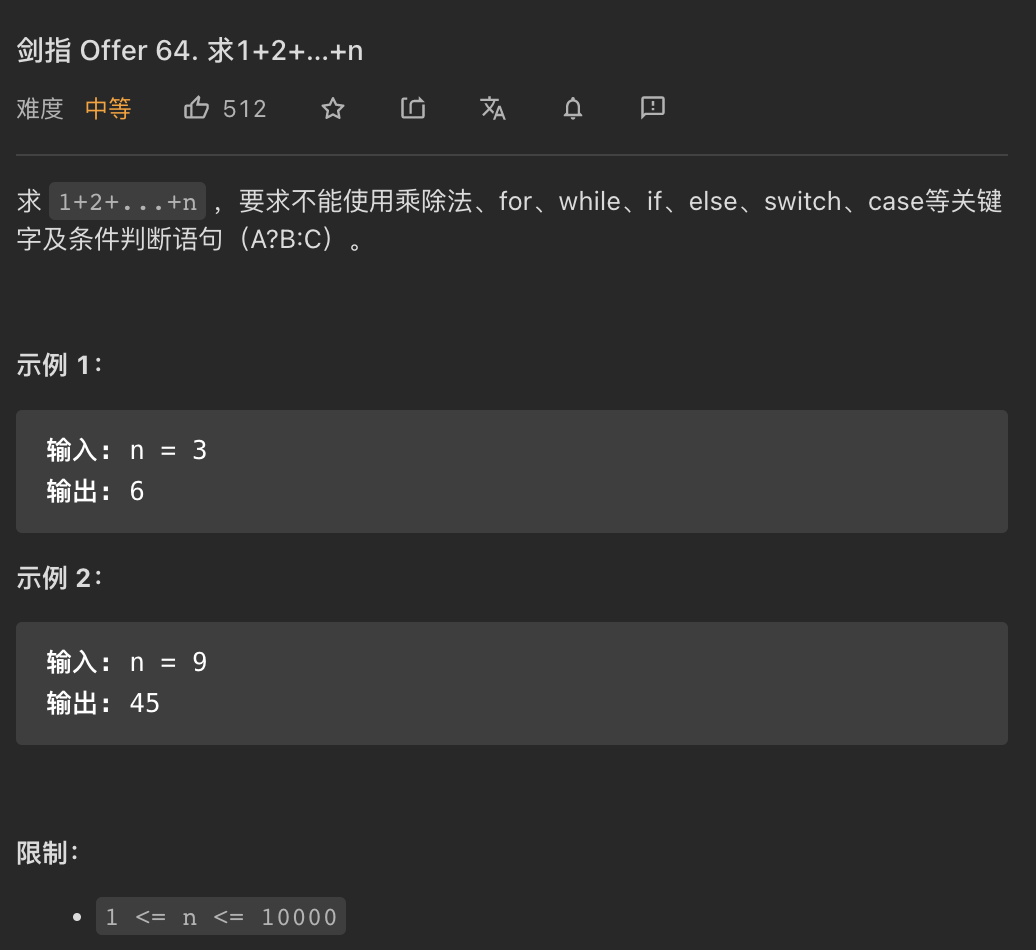 剑指 Offer 64. 求1+2+…+n
难度 中等 512
求 1+2+...+n ，要求不能使用乘除法、for、while、if、else、switch、case等关键
字及条件判断语句（A?B:C）。
示例 1：
输入: n = 3
输出: 6
示例 2：
输入: n = 9
输出: 45
限制：
• 1 <= n <= 10000